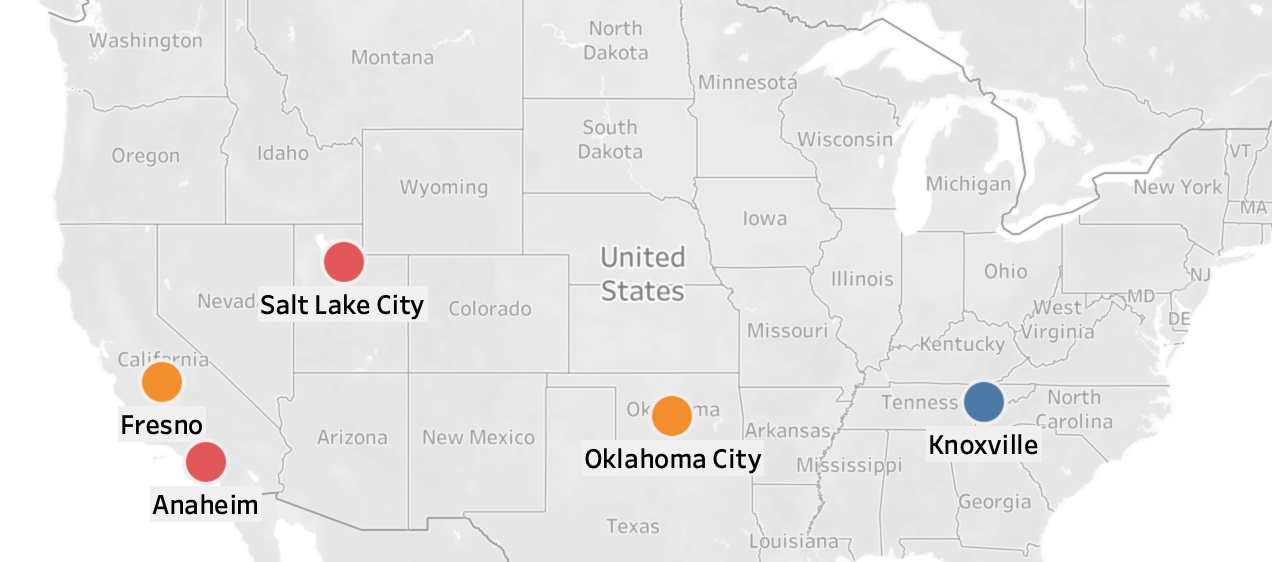 Washington
Montana
North
Dakota
Minnesota
Oregon
Idaho
South
Dakota
Wisconsin
VT
Wyoming
Michigan
New York
MA
Iowa
United
States
Ohio
NJ
Nevad
Salt Lake City
Colorado
Illinois
MD
West
Virginia
DE
Missouri
Kentucky
California
Tenness
North
Carolina
Fresno
Arizona
New Mexico
Ok ma
Oklahoma City
Arkansas
Knoxville
Mississippi
Anaheim
Georgia
Texas
Louisiana